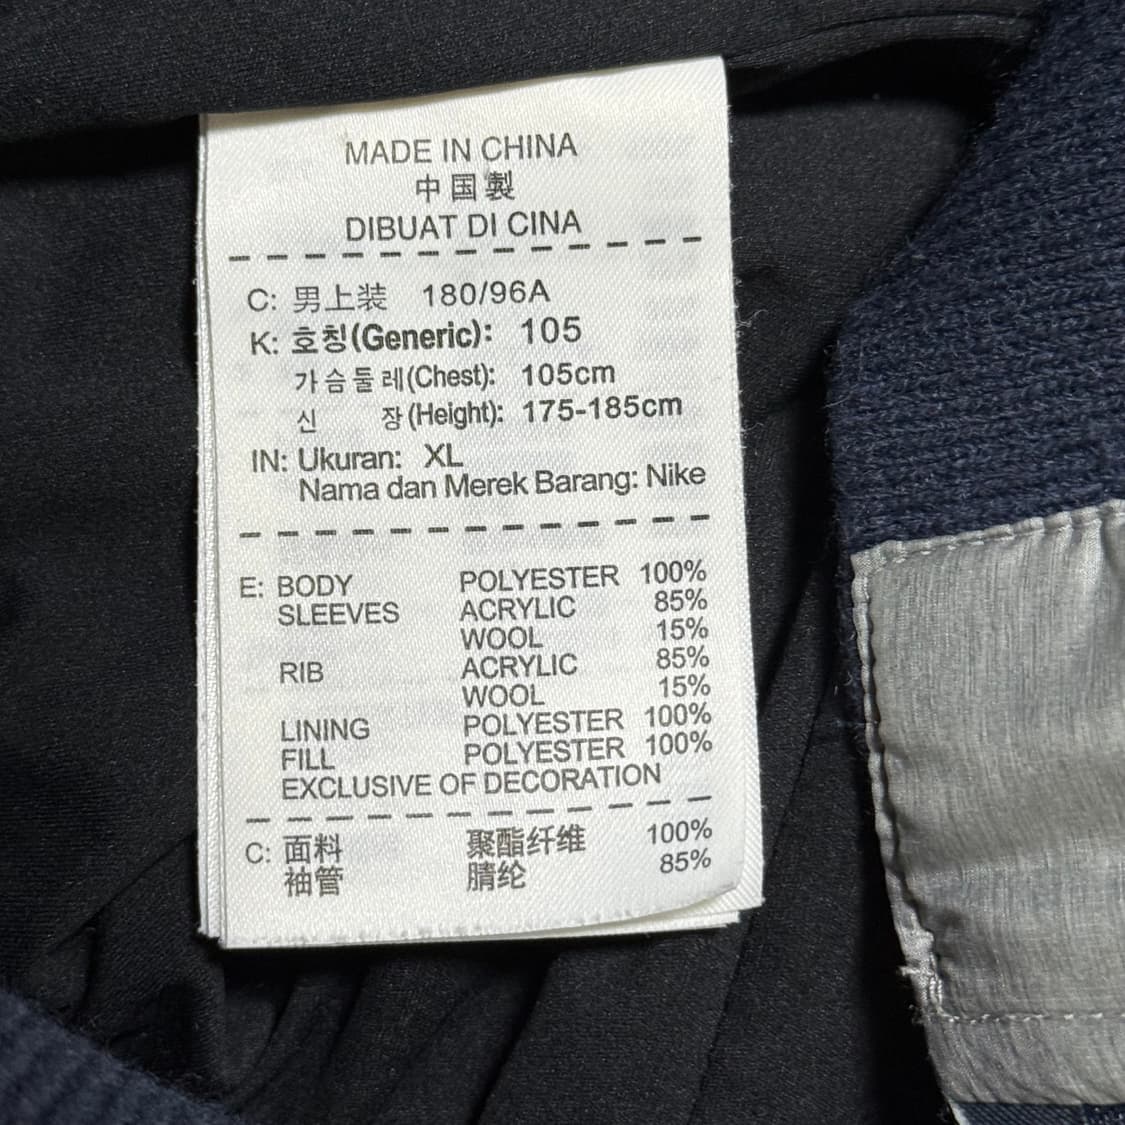 MADE IN CHINA
中国製
DIBUAT DI CINA
C: 男上装 180/96A
K: 호칭(Generic): 105
가슴둘레(Chest): 105cm
신 장(Height): 175-185cm
IN: Ukuran: XL
Nama dan Merek Barang: Nike
E: BODY POLYESTER 100%
SLEEVES ACRYLIC 85%
WOOL 15%
RIB ACRYLIC 85%
WOOL 15%
LINING POLYESTER 100%
FILL POLYESTER 100%
EXCLUSIVE OF DECORATION
C: 面料 聚酯纤维 100%
袖管 腈纶 85%